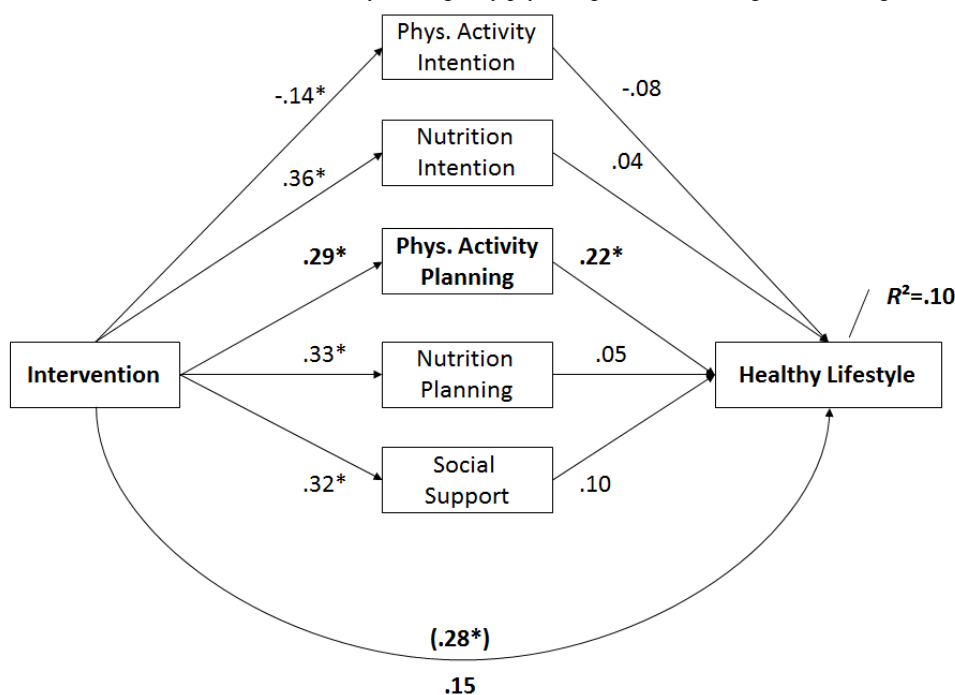 Phys. Activity
Intention
-.14*
-.08
Nutrition
Intention
.36*
.04
Phys. Activity
Planning
.29*
.22*
R²=.10
Intervention
.33*
Nutrition
Planning
.05
Healthy Lifestyle
.32*
Social
Support
.10
(.28*)
.15